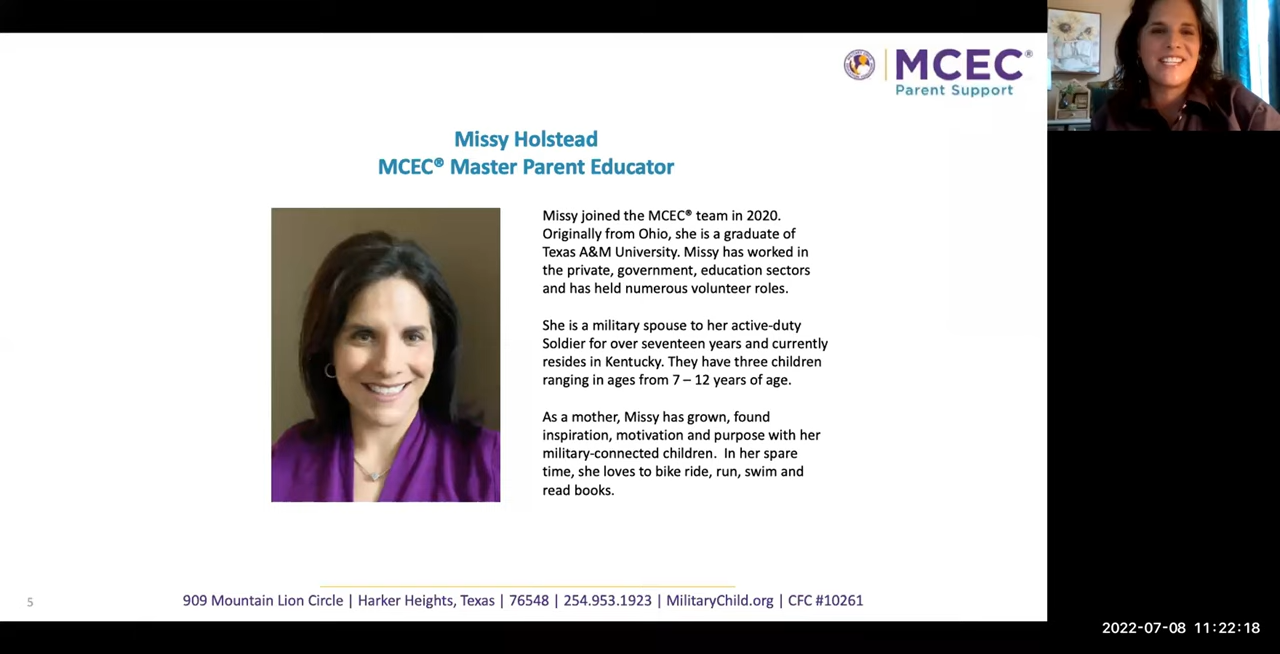 MCEC®
Parent Support
Missy Holstead
MCEC® Master Parent Educator
Missy joined the MCEC® team in 2020.
Originally from Ohio, she is a graduate of
Texas A&M University. Missy has worked in
the private, government, education sectors
and has held numerous volunteer roles.
She is a military spouse to her active-duty
Soldier for over seventeen years and currently
resides in Kentucky. They have three children
ranging in ages from 7 – 12 years of age.
As a mother, Missy has grown, found
inspiration, motivation and purpose with her
military-connected children.  In her spare
time, she loves to bike ride, run, swim and
read books.
5
909 Mountain Lion Circle | Harker Heights, Texas | 76548 | 254.953.1923 | MilitaryChild.org | CFC #10261
2022-07-08 11:22:18